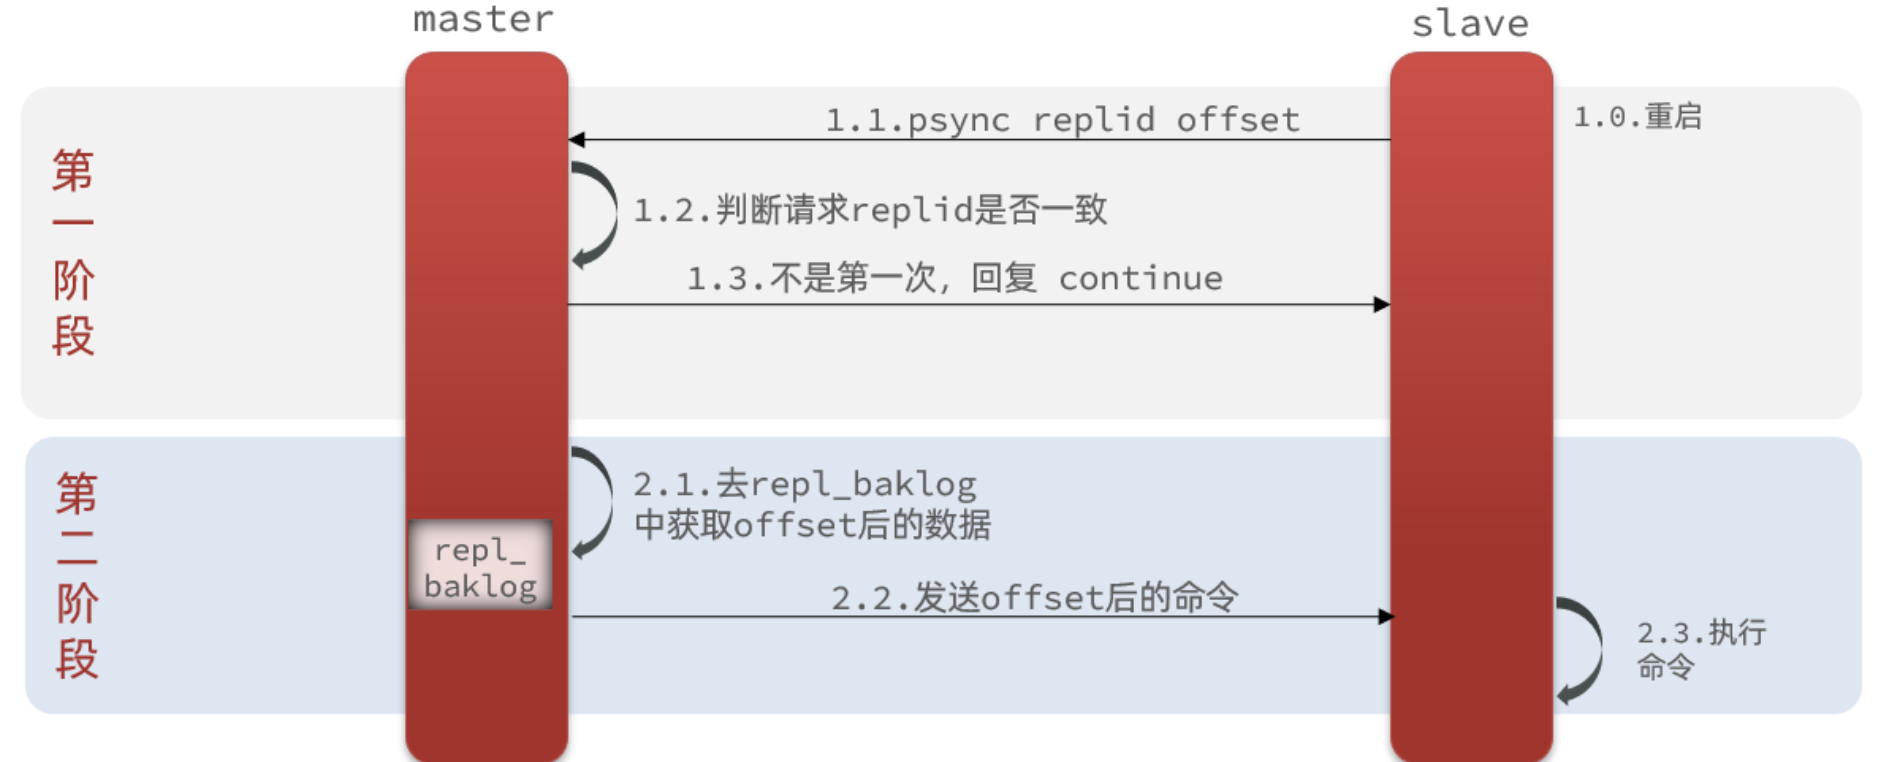 master
slave
第一阶段
1.0.重启
1.1.psync replid offset
1.2.判断请求replid是否一致
1.3.不是第一次，回复 continue
第二阶段
2.1.去repl_baklog
中获取offset后的数据
repl_
baklog
2.2.发送offset后的命令
2.3.执行
命令